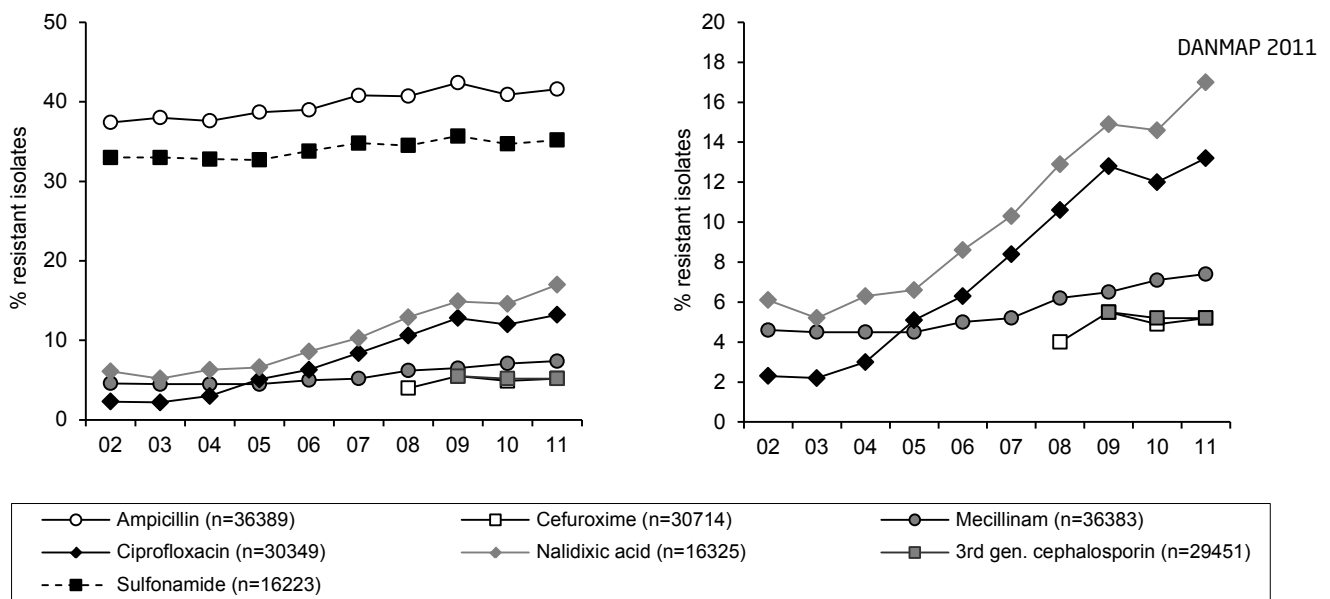 50
40
30
20
10
0
% resistant isolates
02 03 04 05 06 07 08 09 10 11
DANMAP 2011
20
18
16
14
12
10
8
6
4
2
0
% resistant isolates
02 03 04 05 06 07 08 09 10 11
Ampicillin (n=36389) Cefuroxime (n=30714) Mecillinam (n=36383)
Ciprofloxacin (n=30349) Nalidixic acid (n=16325) 3rd gen. cephalosporin (n=29451)
Sulfonamide (n=16223)